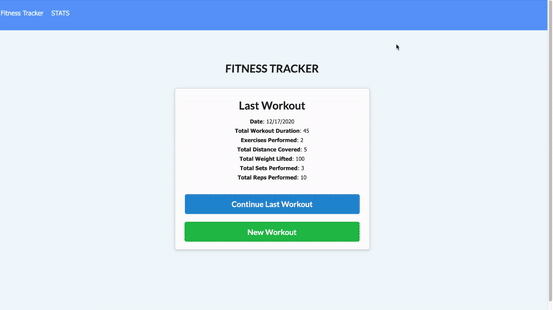 Fitness Tracker STATS
FITNESS TRACKER
Last Workout
Date: 12/17/2020
Total Workout Duration: 45
Exercises Performed: 2
Total Distance Covered: 5
Total Weight Lifted: 100
Total Sets Performed: 3
Total Reps Performed: 10
Continue Last Workout
New Workout